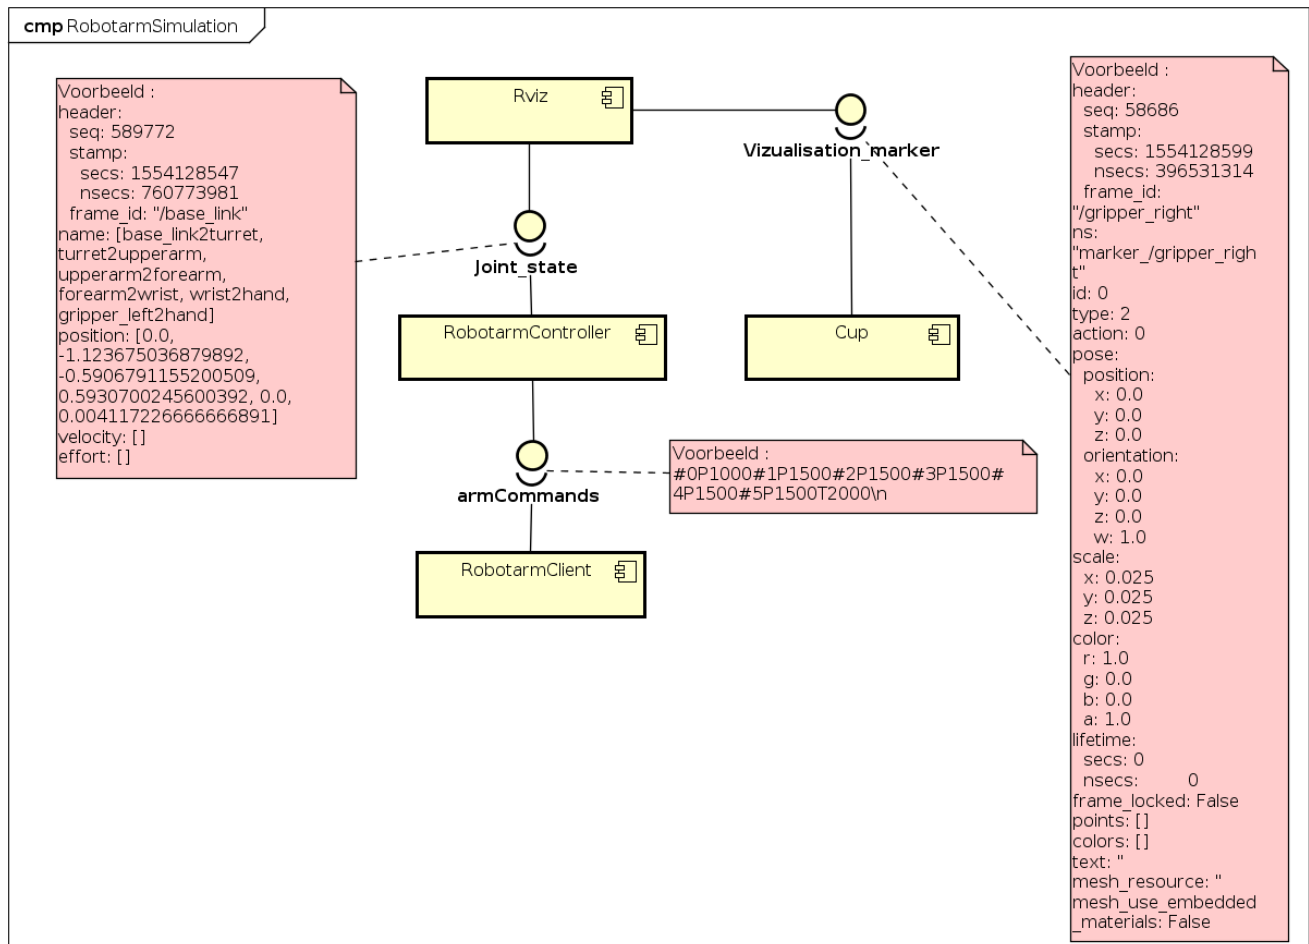 cmp RobotarmSimulation
Voorbeeld :
header:
seq: 589772
stamp:
secs: 1554128547
nsecs: 760773981
frame_id: "/base_link"
name: [base_link2turret,
turret2upperarm,
upperarm2forearm,
forearm2wrist, wrist2hand,
gripper_left2hand]
position: [0.0,
-1.123675036879892,
-0.5906791155200509,
0.5930700245600392, 0.0,
0.004117226666666891]
velocity: []
effort: []
Rviz
Vizualisation_marker
Joint_state
RobotarmController
Cup
armCommands
Voorbeeld :
#0P1000#1P1500#2P1500#3P1500#
4P1500#5P1500T2000\n
RobotarmClient
Voorbeeld :
header:
seq: 58686
stamp:
secs: 1554128599
nsecs: 396531314
frame_id:
"/gripper_right"
ns:
"marker_/gripper_righ
t"
id: 0
type: 2
action: 0
pose:
position:
x: 0.0
y: 0.0
z: 0.0
orientation:
x: 0.0
y: 0.0
z: 0.0
w: 1.0
scale:
x: 0.025
y: 0.025
z: 0.025
color:
r: 1.0
g: 0.0
b: 0.0
a: 1.0
lifetime:
secs: 0
nsecs: 0
frame_locked: False
points: []
colors: []
text: "
mesh_resource: "
mesh_use_embedded
_materials: False